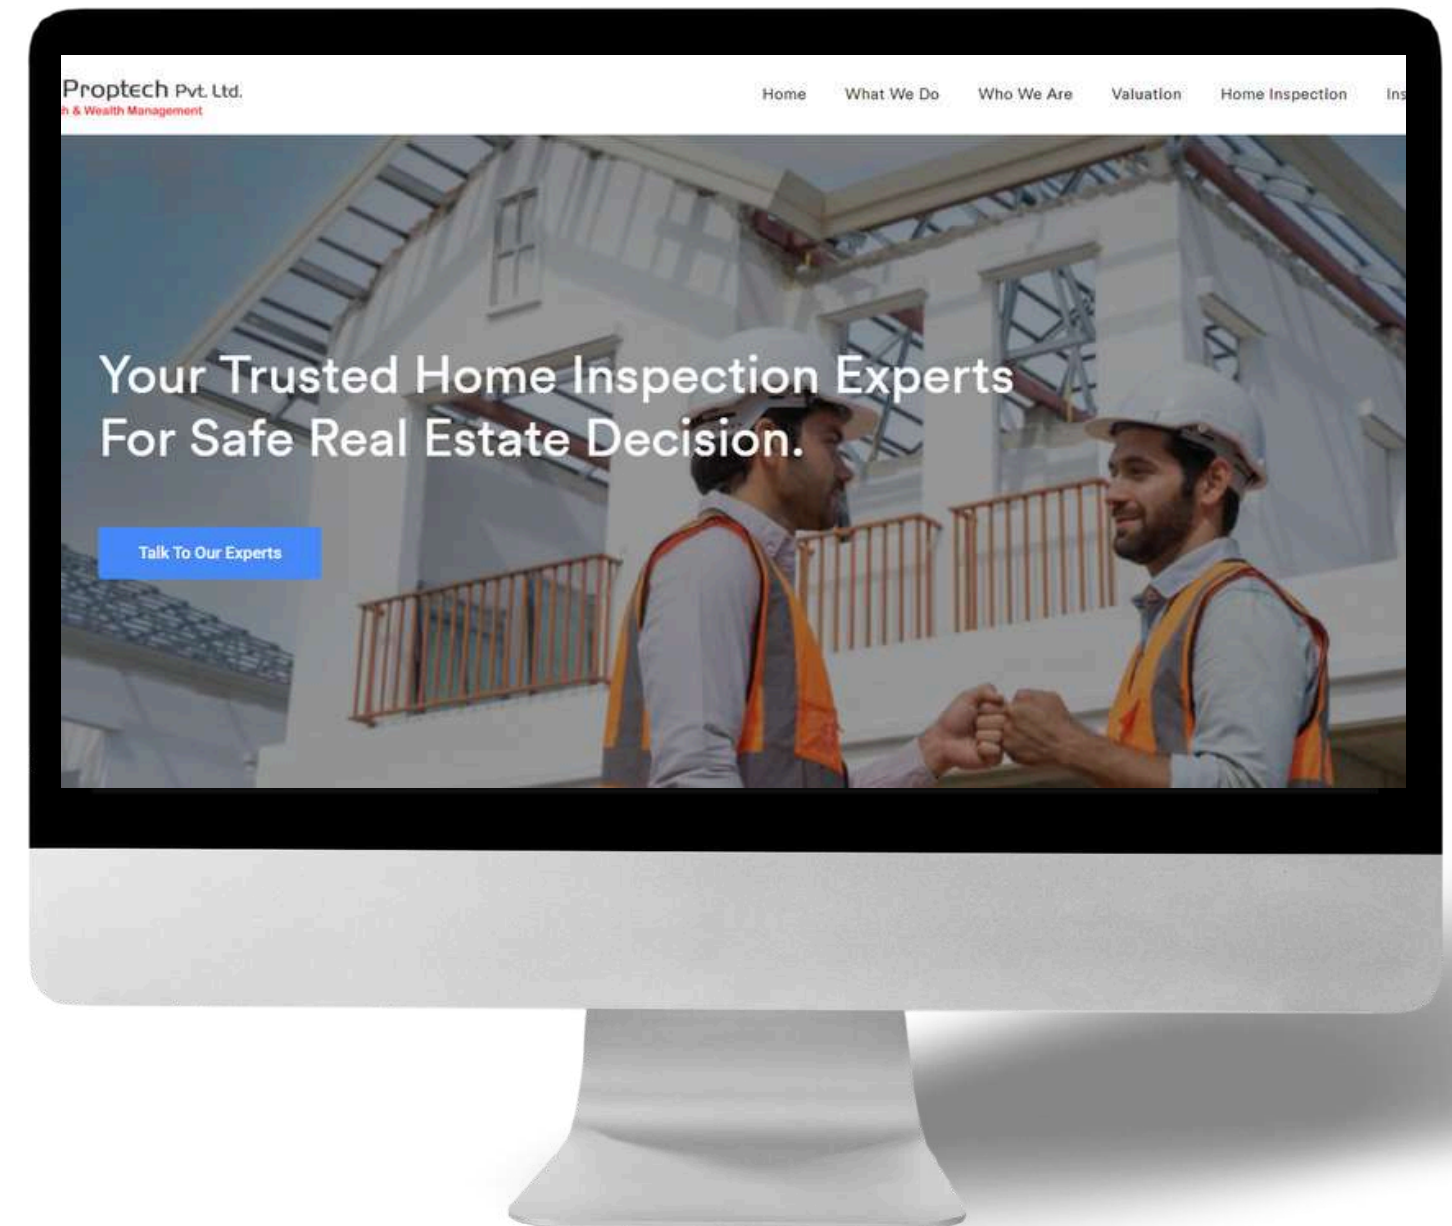 Proptech Pvt. Ltd.
h & Wealth Management
Home What We Do Who We Are Valuation Home Inspection Ins
Your Trusted Home Inspection Experts
For Safe Real Estate Decision.
Talk To Our Experts